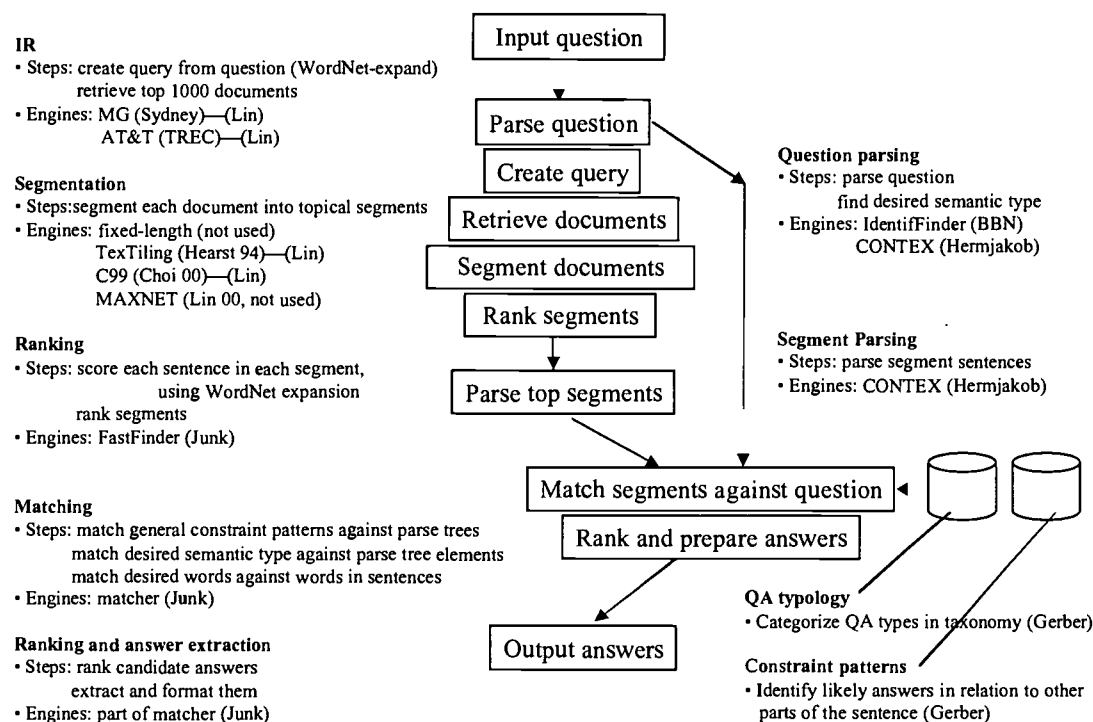 IR
• Steps: create query from question (WordNet-expand)
retrieve top 1000 documents
• Engines: MG (Sydney)—(Lin)
AT&T (TREC)—(Lin)
Segmentation
• Steps:segment each document into topical segments
• Engines: fixed-length (not used)
TexTiling (Hearst 94)—(Lin)
C99 (Choi 00)—(Lin)
MAXNET (Lin 00, not used)
Ranking
• Steps: score each sentence in each segment,
using WordNet expansion
rank segments
• Engines: FastFinder (Junk)
Matching
• Steps: match general constraint patterns against parse trees
match desired semantic type against parse tree elements
match desired words against words in sentences
• Engines: matcher (Junk)
Ranking and answer extraction
• Steps: rank candidate answers
extract and format them
• Engines: part of matcher (Junk)
Input question
Parse question
Create query
Retrieve documents
Segment documents
Rank segments
Parse top segments
Match segments against question
Rank and prepare answers
Output answers
Question parsing
• Steps: parse question
find desired semantic type
• Engines: IdentifFinder (BBN)
CONTEX (Hermjakob)
Segment Parsing
• Steps: parse segment sentences
• Engines: CONTEX (Hermjakob)
QA typology
• Categorize QA types in taxonomy (Gerber)
Constraint patterns
• Identify likely answers in relation to other
parts of the sentence (Gerber)